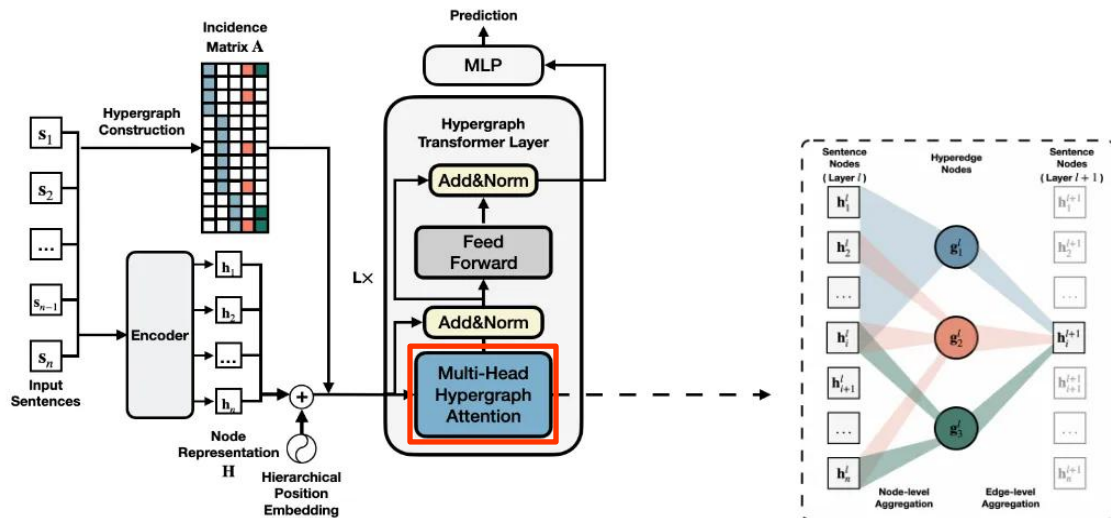 Prediction
MLP
Incidence
Matrix A
Hypergraph
Construction
s₁
s₂
...
sₙ₋₁
sₙ
Input
Sentences
Encoder
h₁
h₂
...
hₙ
Node
Representation
H
+
Hierarchical
Position
Embedding
L×
Hypergraph
Transformer Layer
Add&Norm
Feed
Forward
Add&Norm
Multi-Head
Hypergraph
Attention
Sentence
Nodes
( Layer l )
h₁ˡ
h₂ˡ
...
hᵢˡ
hᵢ₊₁ˡ
...
hₙˡ
Hyperedge
Nodes
g₁ˡ
g₂ˡ
g₃ˡ
Sentence
Nodes
( Layer l + 1 )
h₁ˡ⁺¹
h₂ˡ⁺¹
...
hᵢˡ⁺¹
hᵢ₊₁ˡ⁺¹
...
hₙˡ⁺¹
Node-level
Aggregation
Edge-level
Aggregation